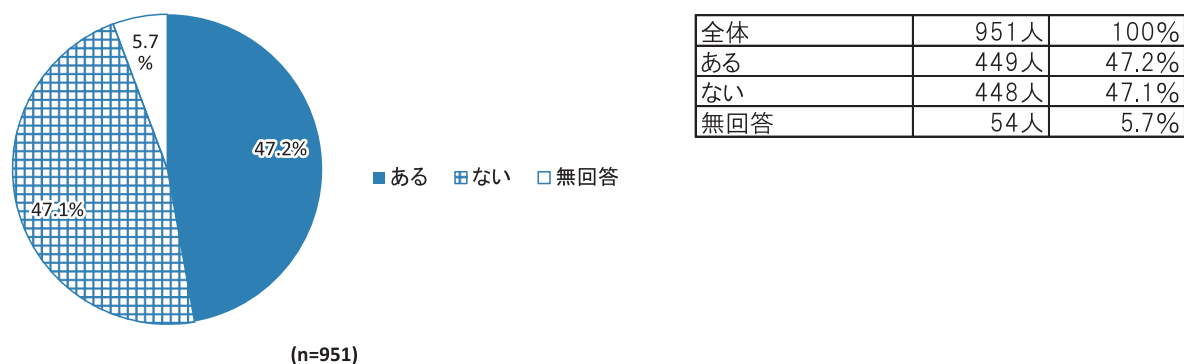 5.7
%
47.2%
47.1%
ある ない 無回答
(n=951)
全体 951人 100%
ある 449人 47.2%
ない 448人 47.1%
無回答 54人 5.7%